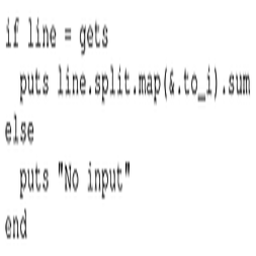 if line = gets
  puts line.split.map(&.to_i).sum
else
  puts "No input"
end